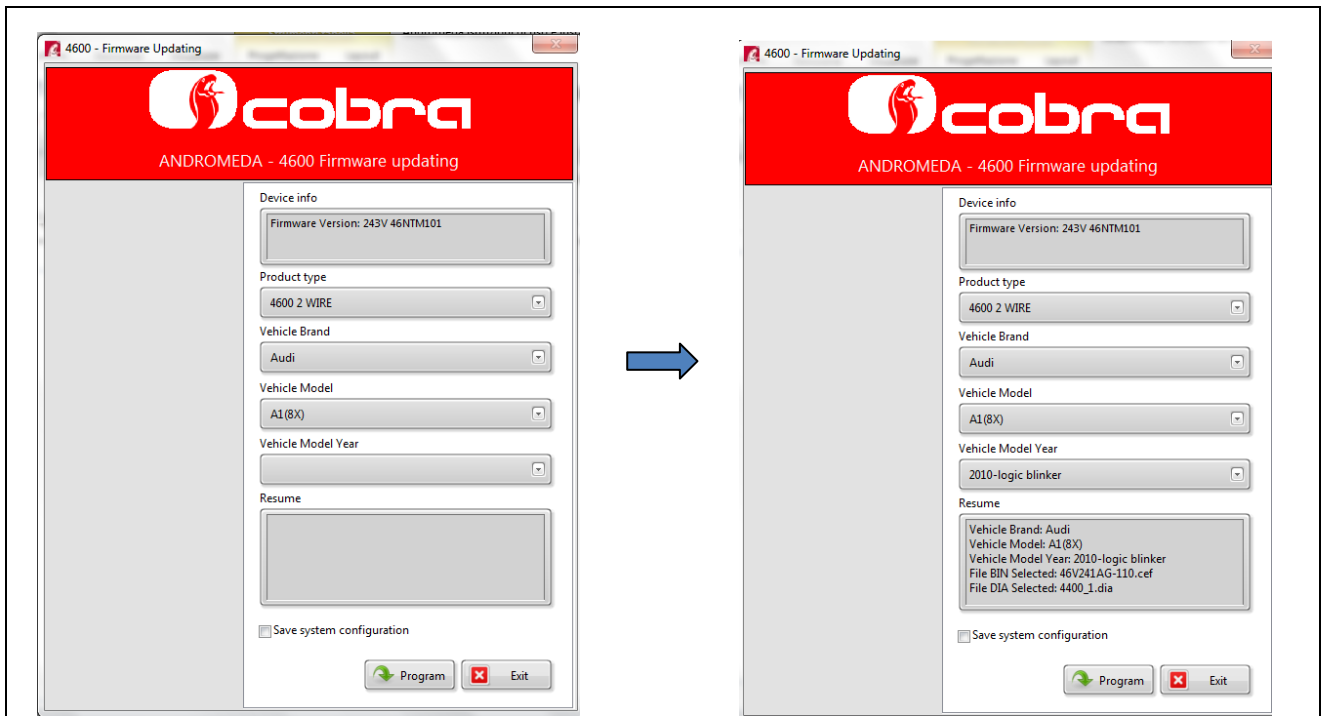 4600 - Firmware Updating
cobra
ANDROMEDA - 4600 Firmware updating
Device info
Firmware Version: 243V 46NTM101
Product type
4600 2 WIRE
Vehicle Brand
Audi
Vehicle Model
A1(8X)
Vehicle Model Year
Resume
Save system configuration
Program
Exit
4600 - Firmware Updating
cobra
ANDROMEDA - 4600 Firmware updating
Device info
Firmware Version: 243V 46NTM101
Product type
4600 2 WIRE
Vehicle Brand
Audi
Vehicle Model
A1(8X)
Vehicle Model Year
2010-logic blinker
Resume
Vehicle Brand: Audi
Vehicle Model: A1(8X)
Vehicle Model Year: 2010-logic blinker
File BIN Selected: 46V241AG-110.cef
File DIA Selected: 4400_1.dia
Save system configuration
Program
Exit